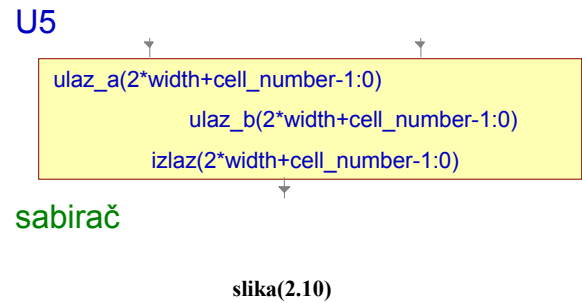 U5
ulaz_a(2*width+cell_number-1:0)
ulaz_b(2*width+cell_number-1:0)
izlaz(2*width+cell_number-1:0)
sabirač
slika(2.10)